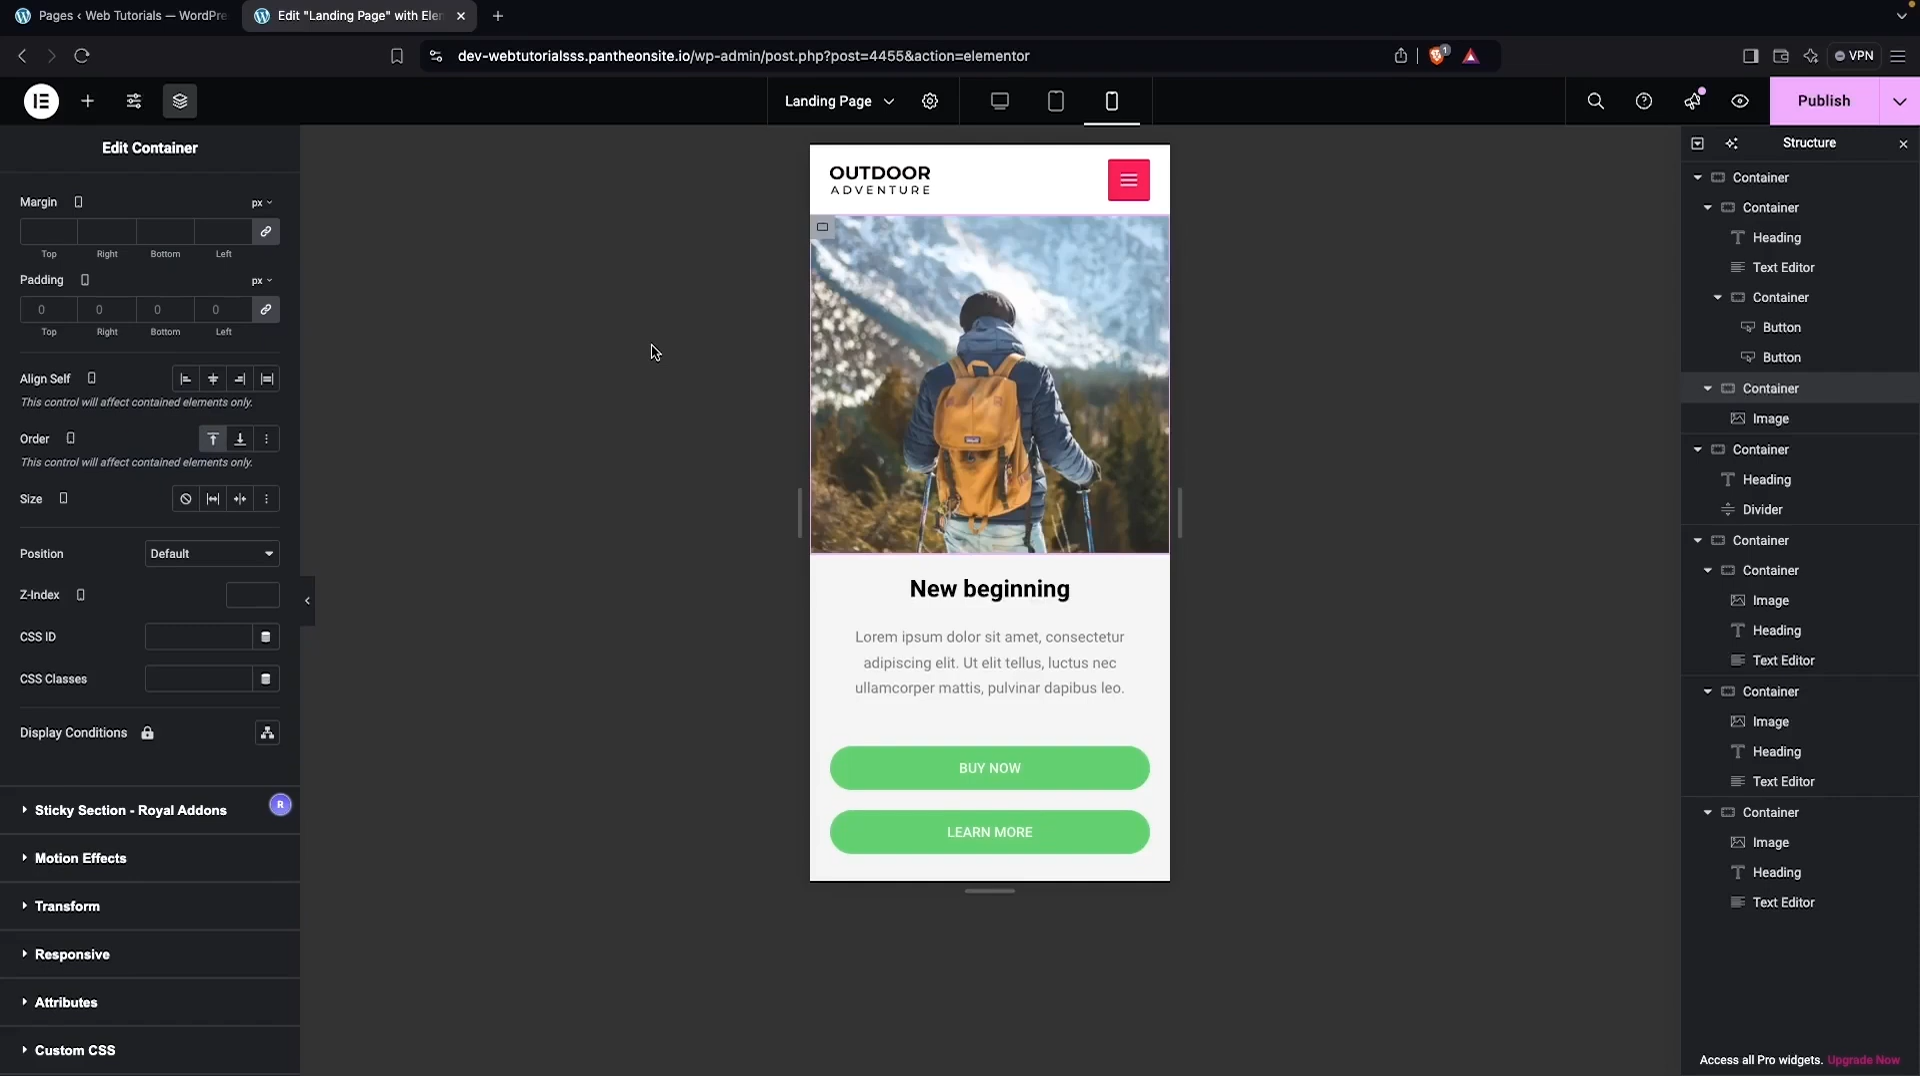 Pages ‹ Web Tutorials — WordPre
Edit "Landing Page" with Ele
dev-webtutorialsss.pantheonsite.io/wp-admin/post.php?post=4455&action=elementor
1
VPN
Landing Page
Publish
Edit Container
Margin
px
Top Right Bottom Left
Padding
px
0 0 0 0
Top Right Bottom Left
Align Self
This control will affect contained elements only.
Order
This control will affect contained elements only.
Size
Position
Default
Z-Index
CSS ID
CSS Classes
Display Conditions
Sticky Section - Royal Addons
R
Motion Effects
Transform
Responsive
Attributes
Custom CSS
OUTDOOR
ADVENTURE
New beginning
Lorem ipsum dolor sit amet, consectetur
adipiscing elit. Ut elit tellus, luctus nec
ullamcorper mattis, pulvinar dapibus leo.
BUY NOW
LEARN MORE
Structure
Container
Container
Heading
Text Editor
Container
Button
Button
Container
Image
Container
Heading
Divider
Container
Container
Image
Heading
Text Editor
Container
Image
Heading
Text Editor
Container
Image
Heading
Text Editor
Access all Pro widgets. Upgrade Now